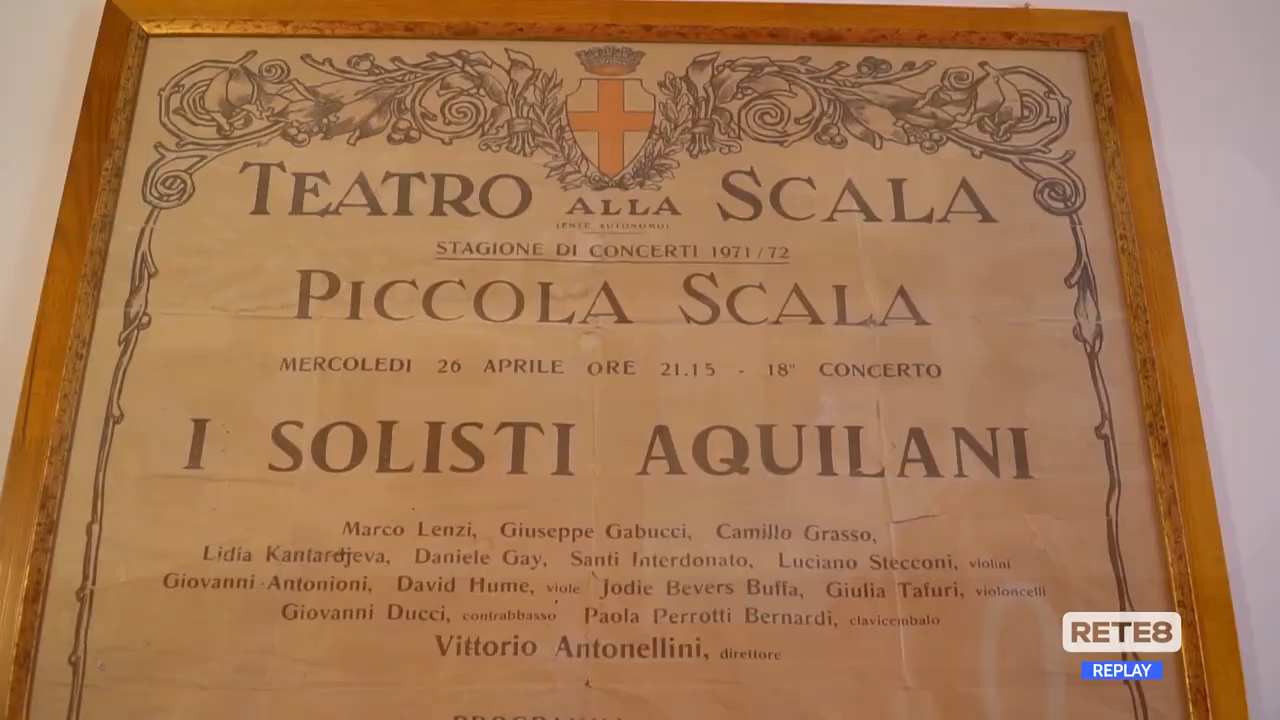 TEATRO ALLA SCALA
(ENTE AUTONOMO)
STAGIONE DI CONCERTI 1971/72
PICCOLA SCALA
MERCOLEDI 26 APRILE ORE 21.15 - 18° CONCERTO
I SOLISTI AQUILANI
Marco Lenzi, Giuseppe Gabucci, Camillo Grasso,
Lidia Kantardjeva, Daniele Gay, Santi Interdonato, Luciano Stecconi, violini
Giovanni Antonioni, David Hume, viole Jodie Bevers Buffa, Giulia Tafuri, violoncelli
Giovanni Ducci, contrabbasso Paola Perrotti Bernardi, clavicembalo
Vittorio Antonellini, direttore
RETE8
REPLAY